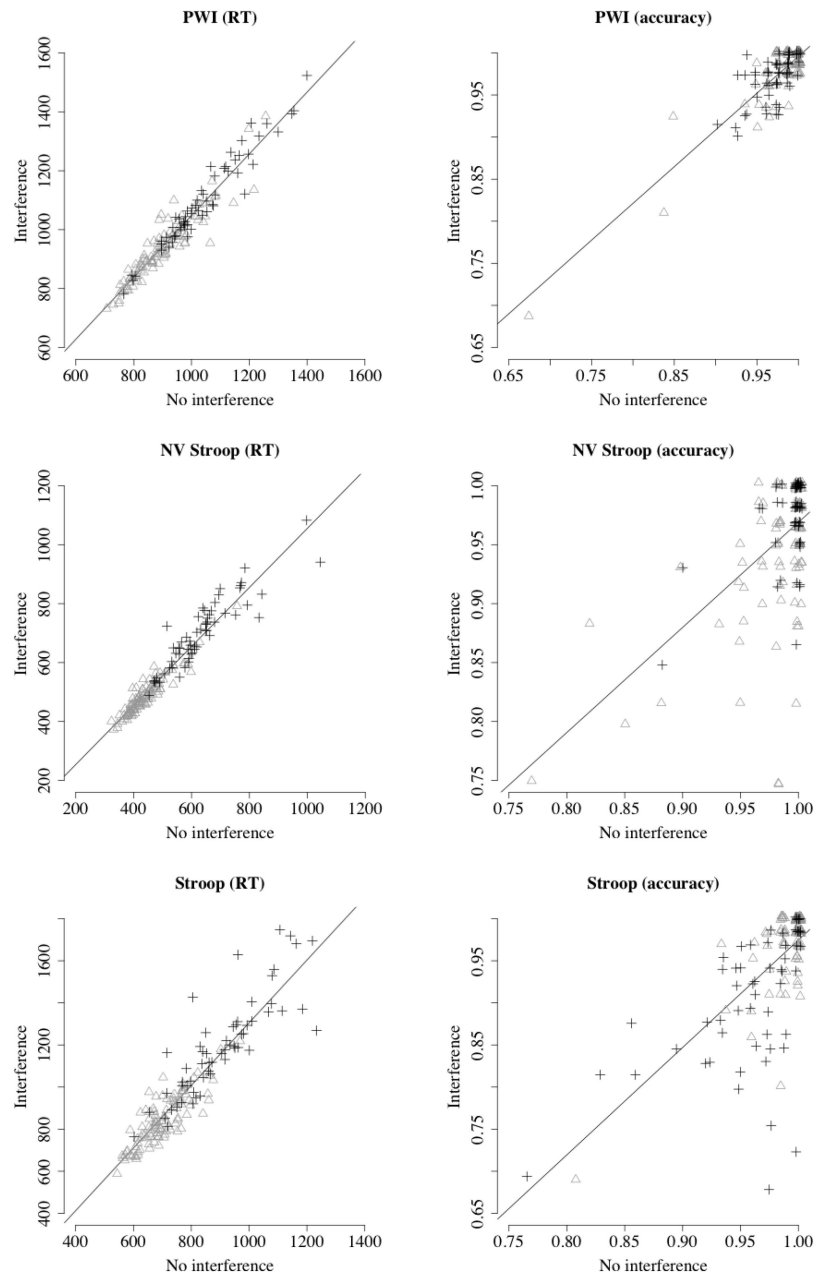 PWI (RT)
1600
1400
1200
1000
800
600
Interference
600 800 1000 1200 1400 1600
No interference
PWI (accuracy)
0.95
0.85
0.75
0.65
Interference
0.65 0.75 0.85 0.95
No interference
NV Stroop (RT)
1200
1000
800
600
400
200
Interference
200 400 600 800 1000 1200
No interference
NV Stroop (accuracy)
1.00
0.95
0.90
0.85
0.80
0.75
Interference
0.75 0.80 0.85 0.90 0.95 1.00
No interference
Stroop (RT)
1600
1200
800
600
400
Interference
400 600 800 1000 1200 1400
No interference
Stroop (accuracy)
0.95
0.85
0.75
0.65
Interference
0.75 0.80 0.85 0.90 0.95 1.00
No interference